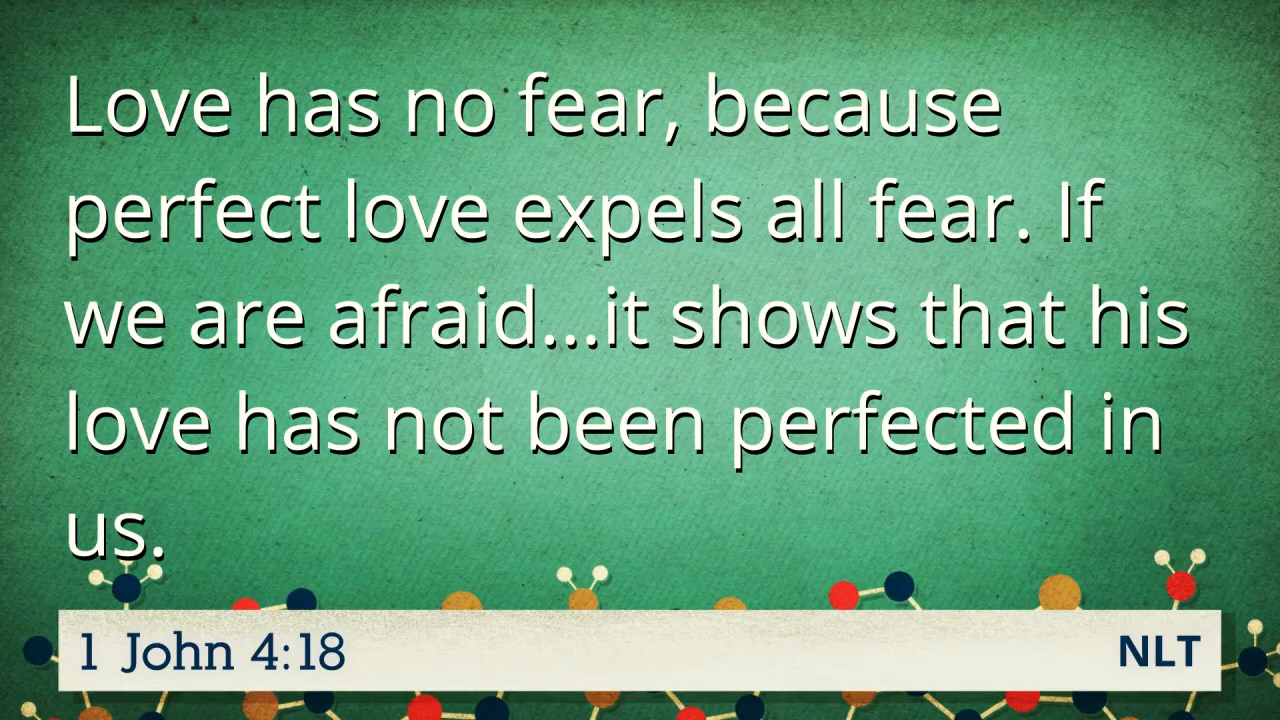 Love has no fear, because
perfect love expels all fear. If
we are afraid...it shows that his
love has not been perfected in
us.
1 John 4:18
NLT